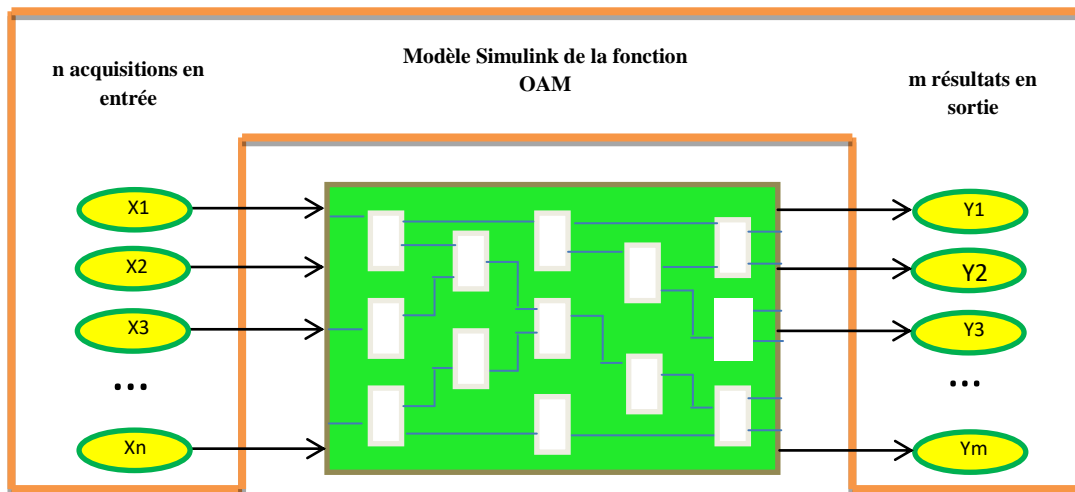 n acquisitions en
entrée
Modèle Simulink de la fonction
OAM
m résultats en
sortie
X1
X2
X3
...
Xn
Y1
Y2
Y3
...
Ym